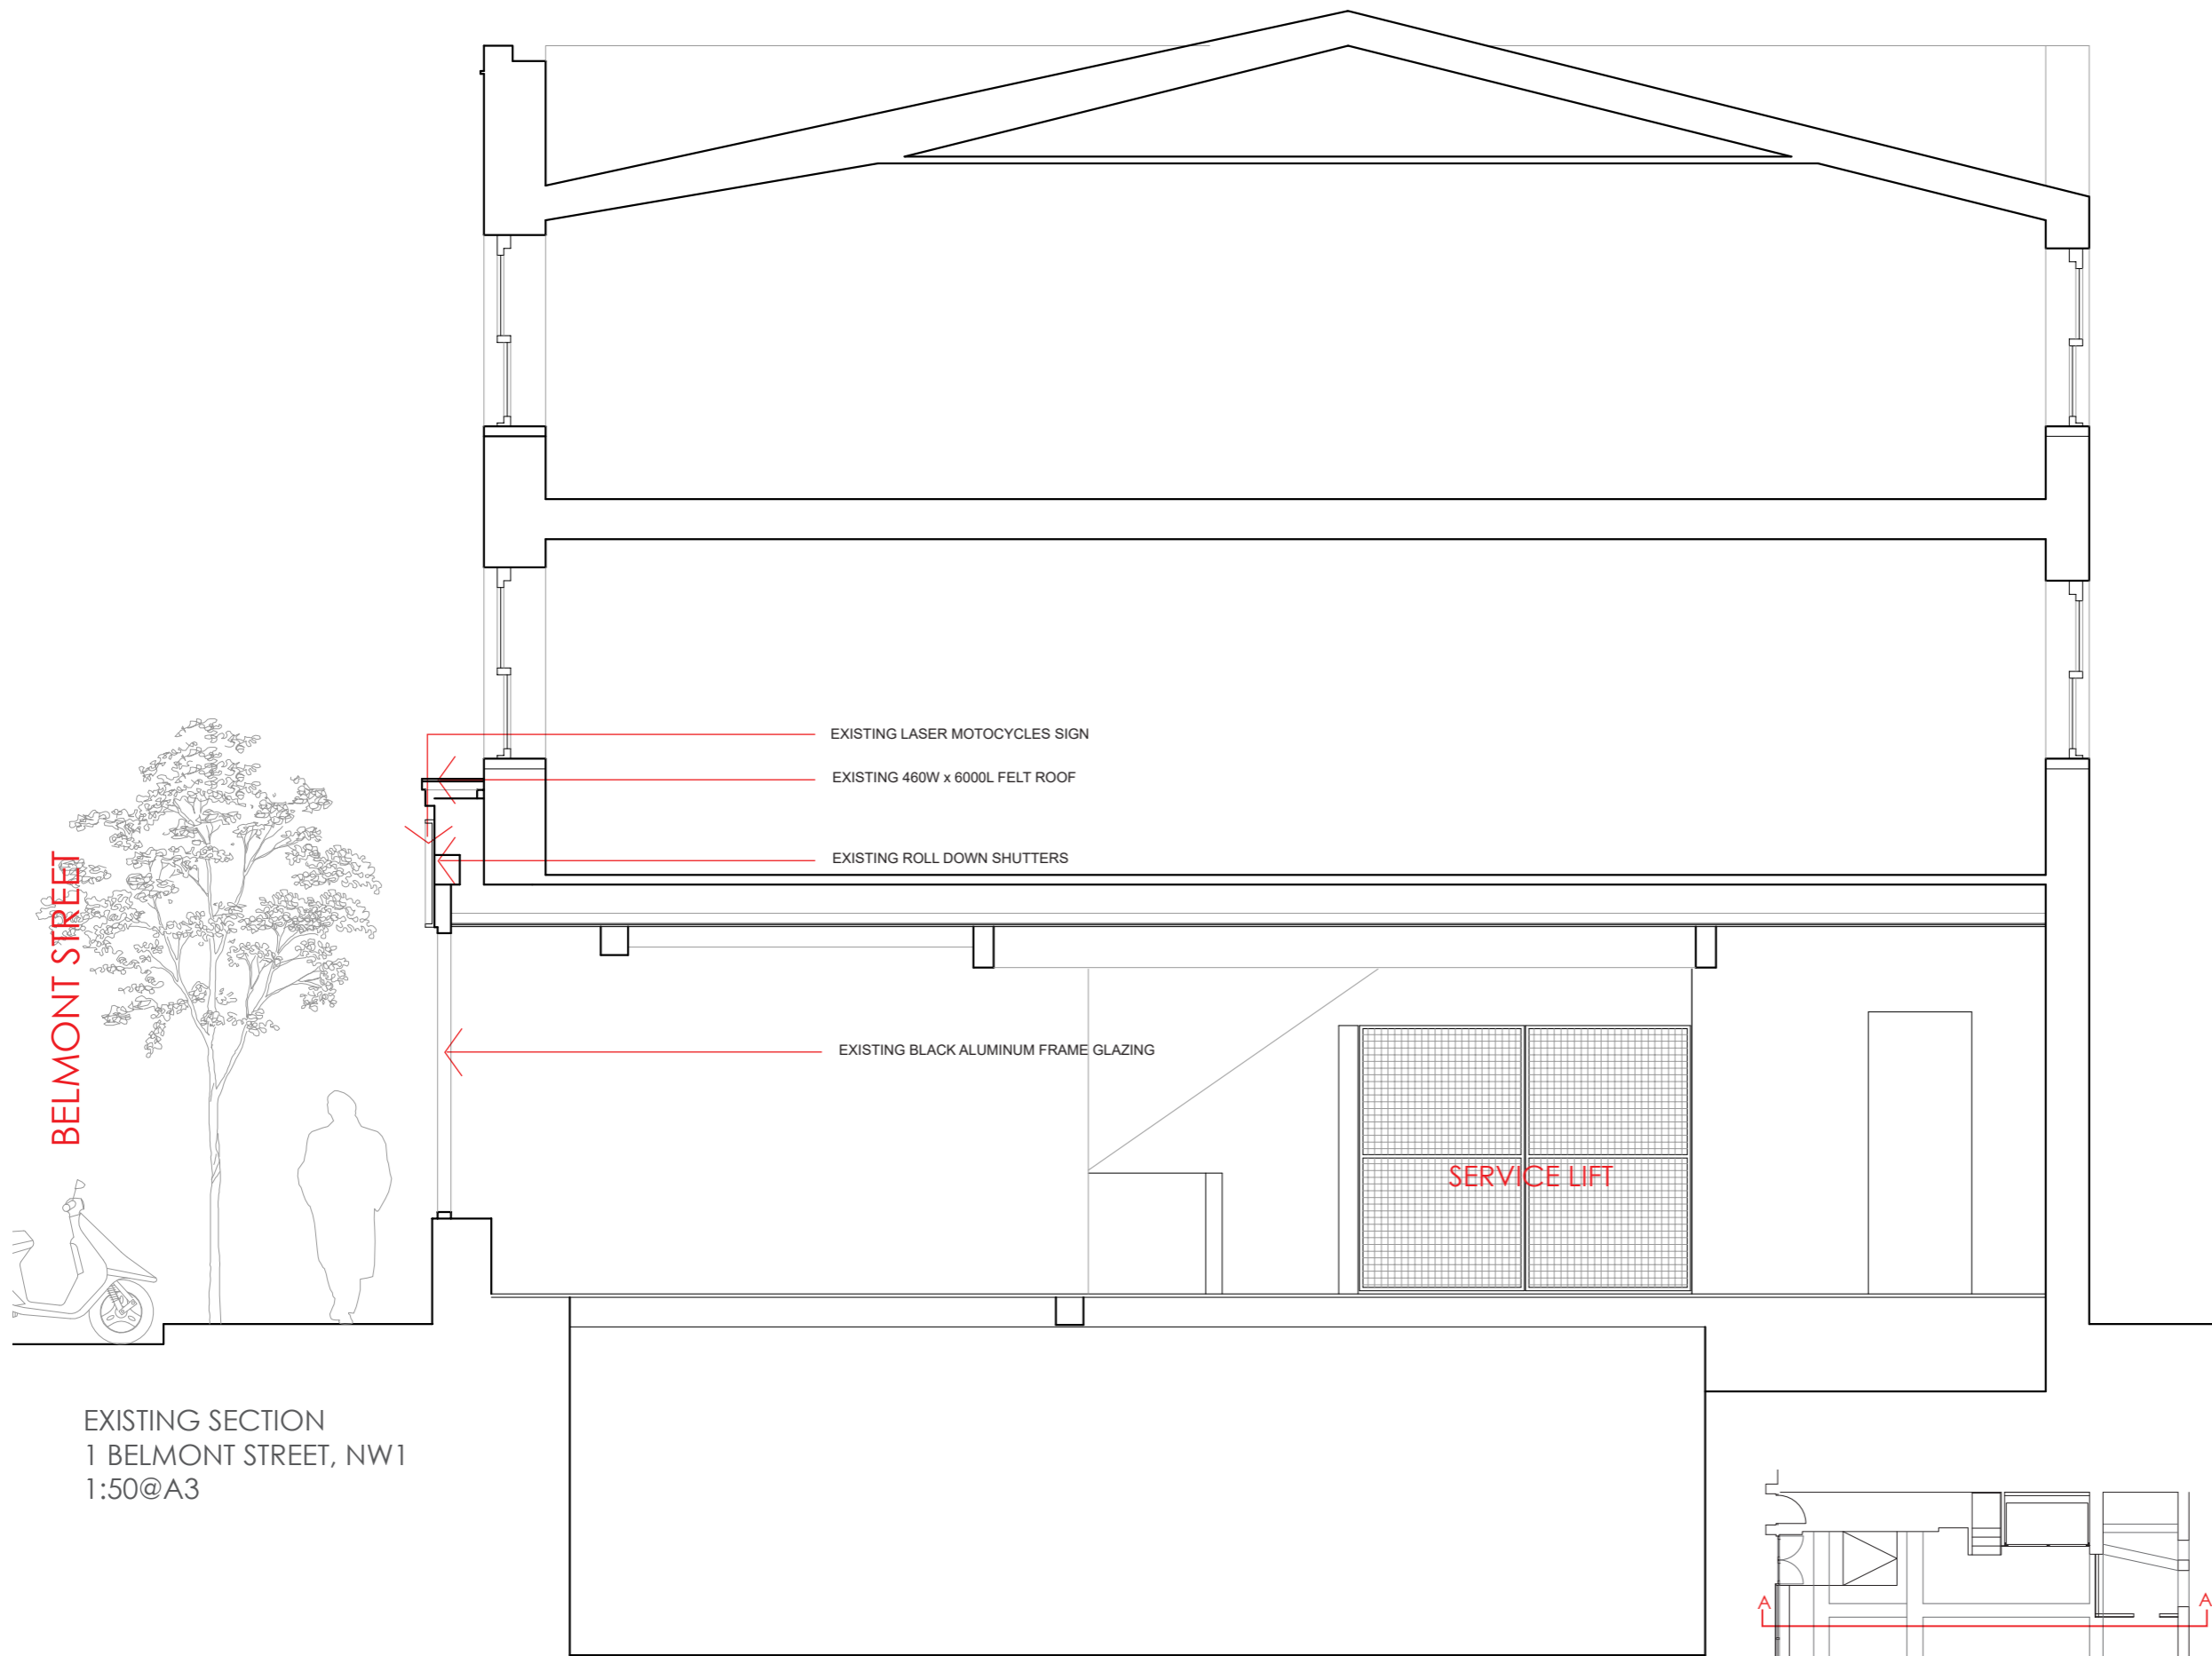 EXISTING LASER MOTOCYCLES SIGN
EXISTING 460W x 6000L FELT ROOF
EXISTING ROLL DOWN SHUTTERS
BELMONT STREET
EXISTING BLACK ALUMINUM FRAME GLAZING
SERVICE LIFT
EXISTING SECTION
1 BELMONT STREET, NW1
1:50@A3
A
A